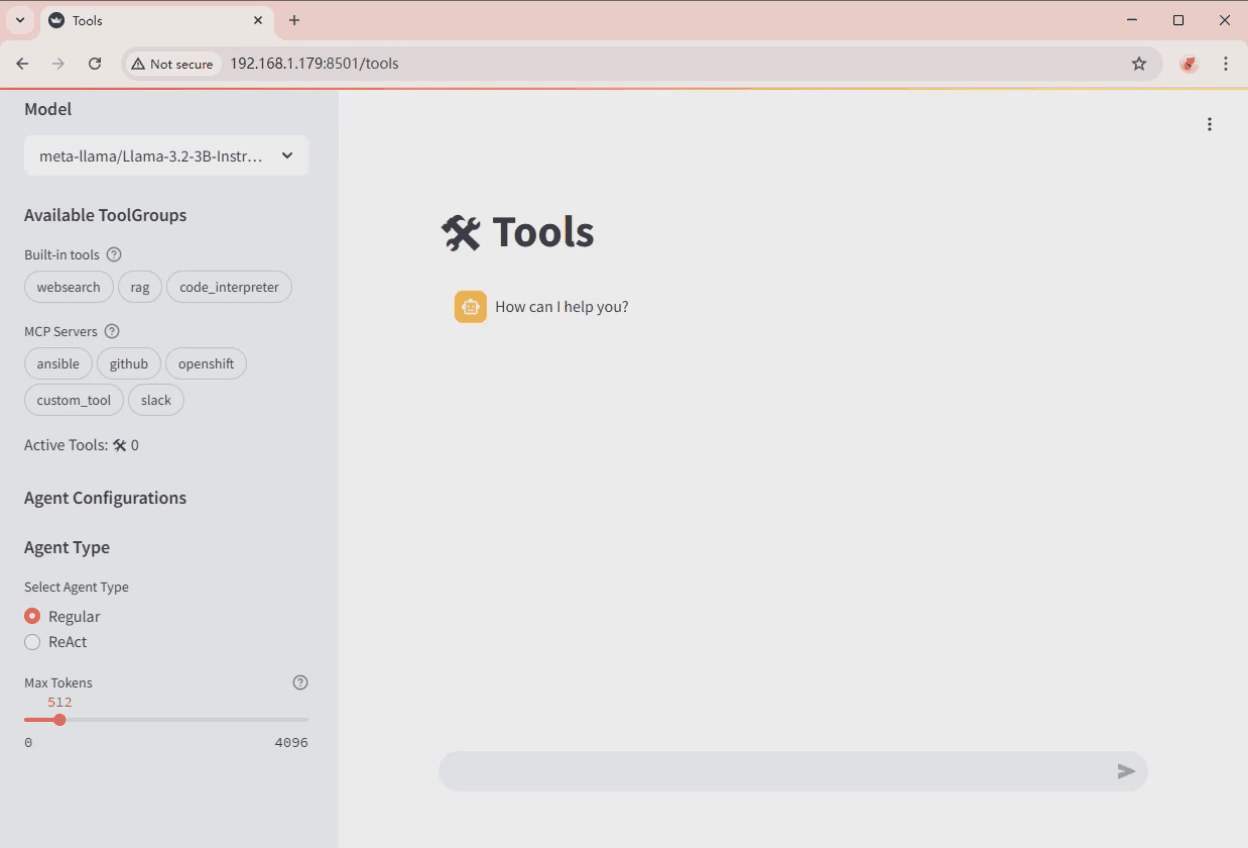 Tools
Not secure
192.168.1.179:8501/tools
Model
meta-llama/Llama-3.2-3B-Instr...
Available ToolGroups
Built-in tools
websearch rag code_interpreter
MCP Servers
ansible github openshift
custom_tool slack
Active Tools: 🛠 0
Agent Configurations
Agent Type
Select Agent Type
Regular
ReAct
Max Tokens
512
0 4096
🛠 Tools
How can I help you?